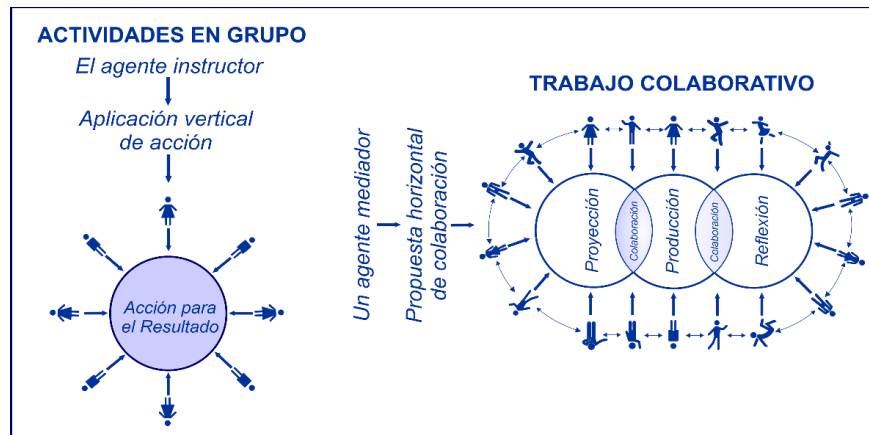 ACTIVIDADES EN GRUPO
El agente instructor
Aplicación vertical
de acción
Acción para
el Resultado
Un agente mediador
Propuesta horizontal
de colaboración
TRABAJO COLABORATIVO
Proyección
Colaboración
Producción
Colaboración
Reflexión